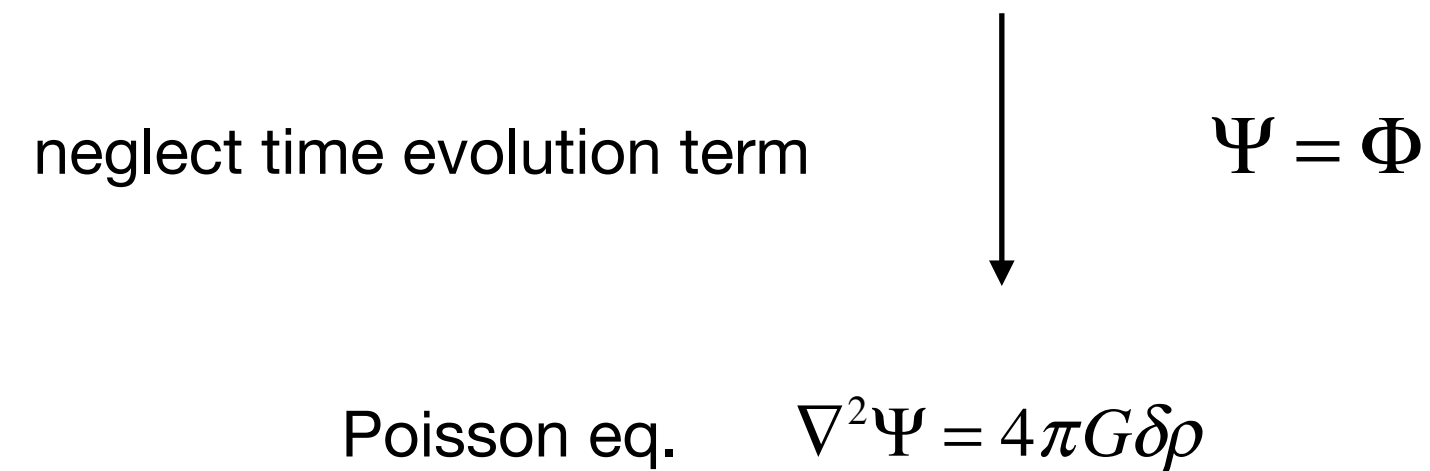 neglect time evolution term Ψ = Φ
Poisson eq. ∇²Ψ = 4πGδρ